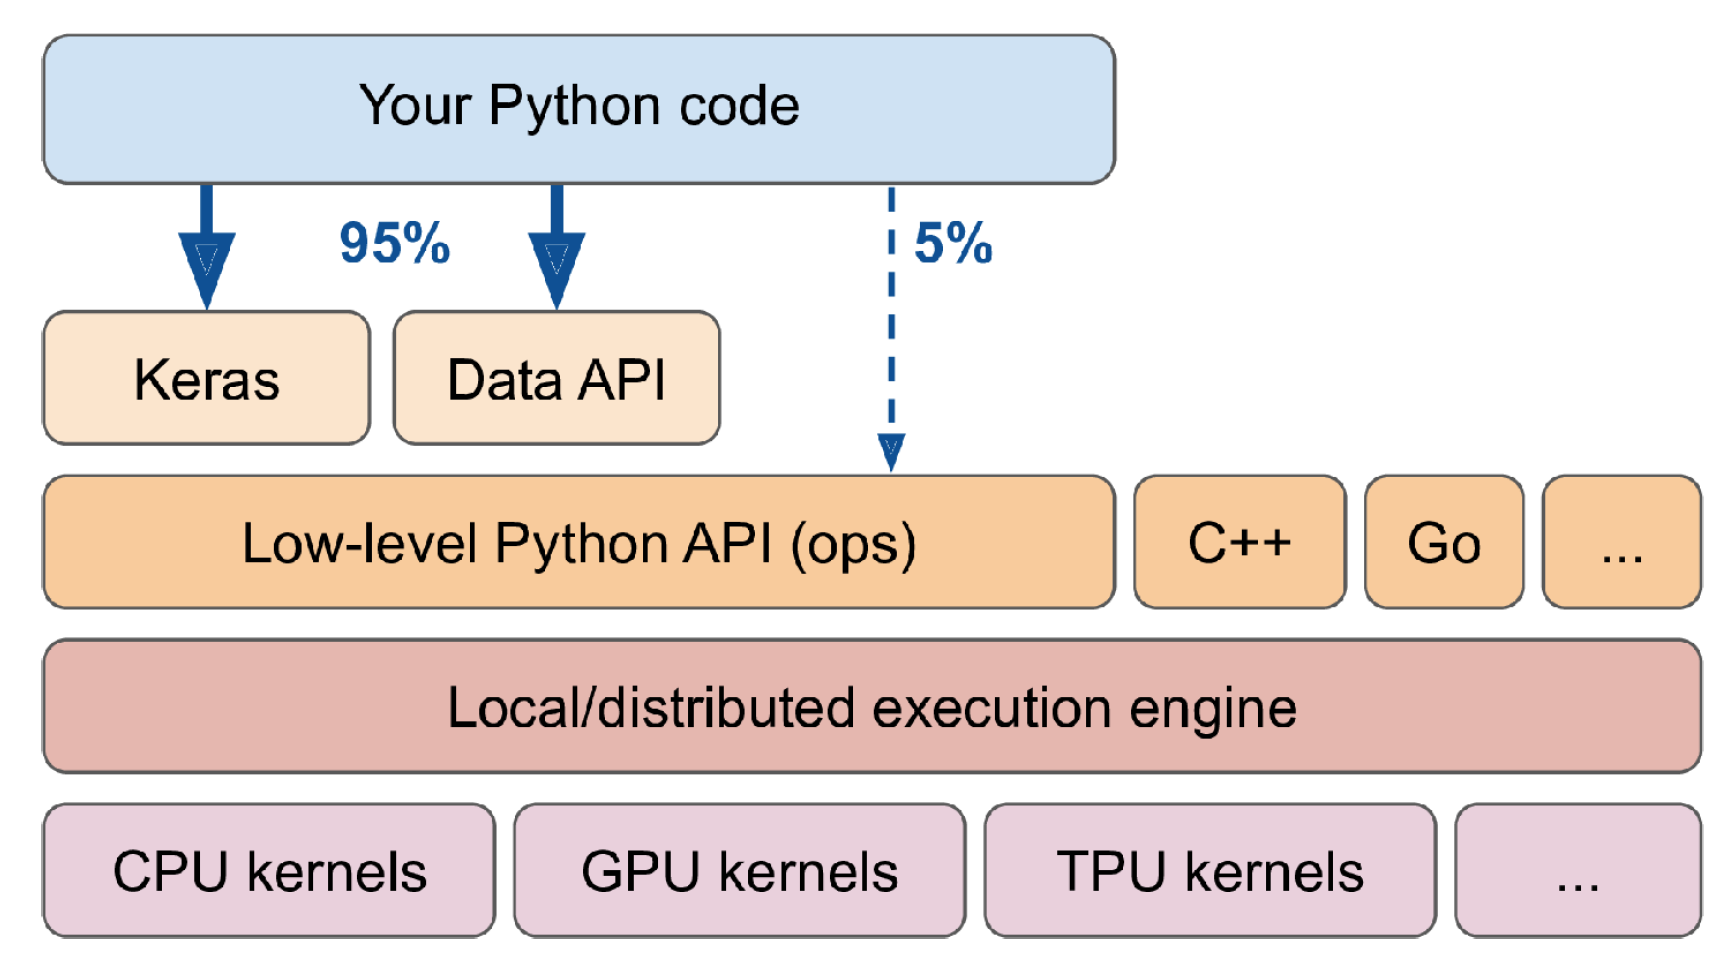 Your Python code
95%
5%
Keras
Data API
Low-level Python API (ops)
C++
Go
...
Local/distributed execution engine
CPU kernels
GPU kernels
TPU kernels
...